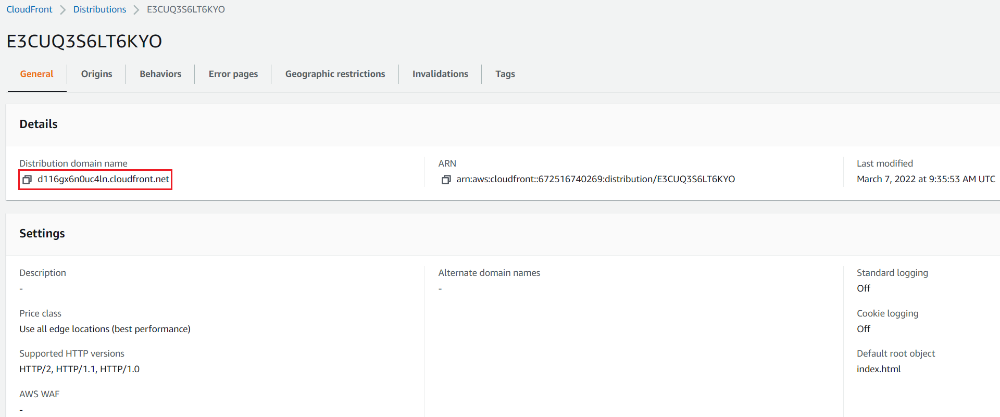 CloudFront > Distributions > E3CUQ3S6LT6KYO
E3CUQ3S6LT6KYO
General
Origins
Behaviors
Error pages
Geographic restrictions
Invalidations
Tags
Details
Distribution domain name
d116gx6n0uc4ln.cloudfront.net
ARN
arn:aws:cloudfront::672516740269:distribution/E3CUQ3S6LT6KYO
Last modified
March 7, 2022 at 9:35:53 AM UTC
Settings
Description
-
Price class
Use all edge locations (best performance)
Supported HTTP versions
HTTP/2, HTTP/1.1, HTTP/1.0
AWS WAF
-
Alternate domain names
-
Standard logging
Off
Cookie logging
Off
Default root object
index.html